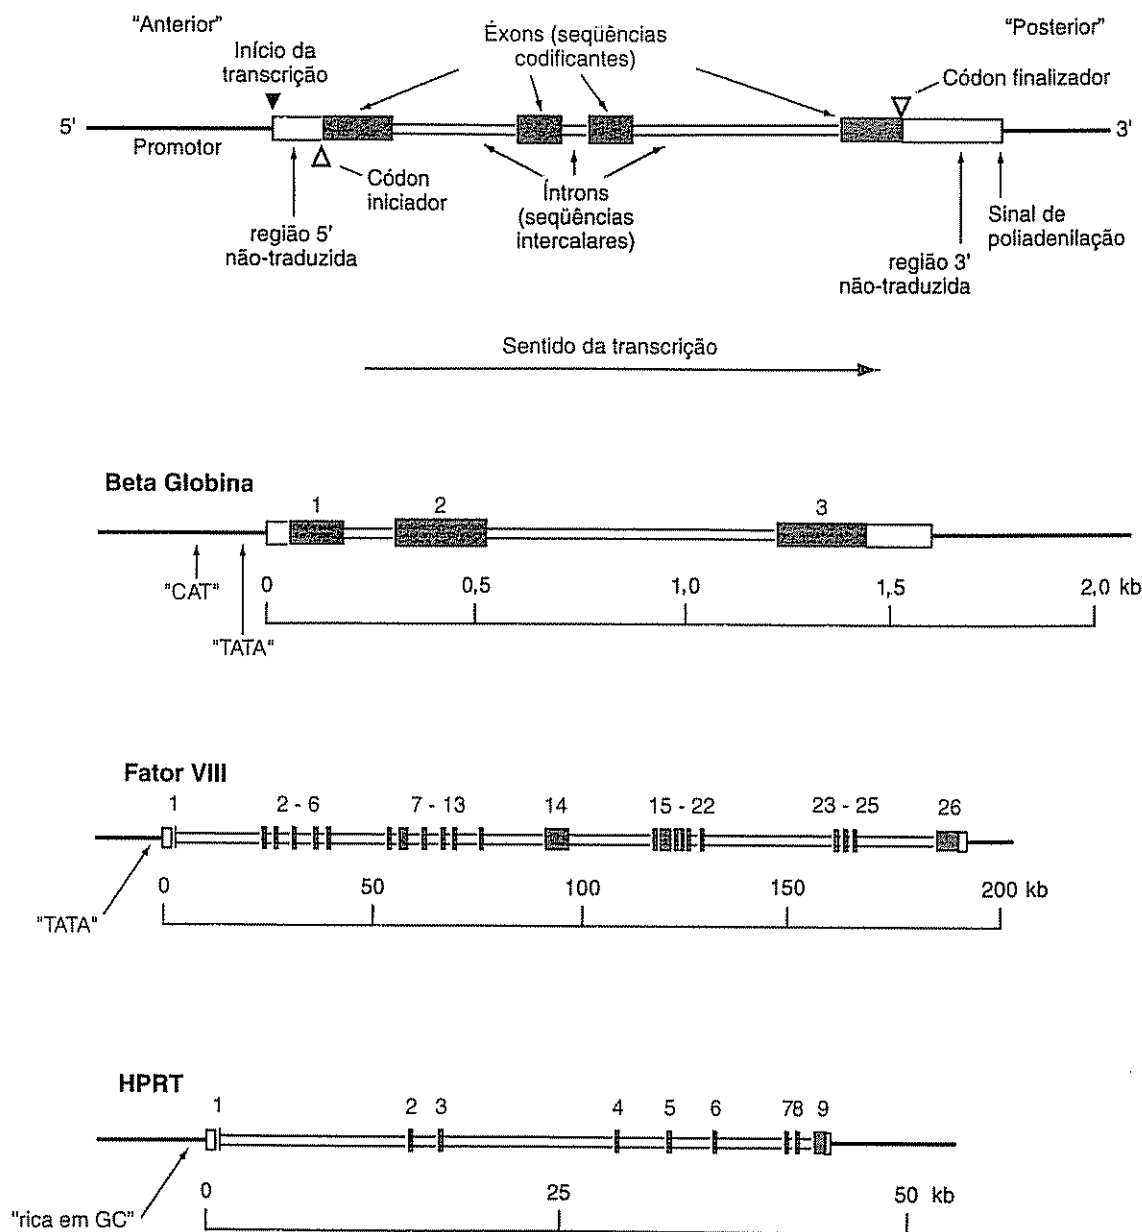 "Anterior"
"Posterior"
Início da
transcrição
Éxons (seqüências
codificantes)
Códon finalizador
5'
3'
Promotor
Códon
iniciador
região 5'
não-traduzida
Íntrons
(seqüências
intercalares)
Sinal de
poliadenilação
região 3'
não-traduzida
Sentido da transcrição
Beta Globina
1 2 3
"CAT"
"TATA"
0 0,5 1,0 1,5 2,0 kb
Fator VIII
1 2 - 6 7 - 13 14 15 - 22 23 - 25 26
"TATA"
0 50 100 150 200 kb
HPRT
1 2 3 4 5 6 7 8 9
"rica em GC"
0 25 50 kb